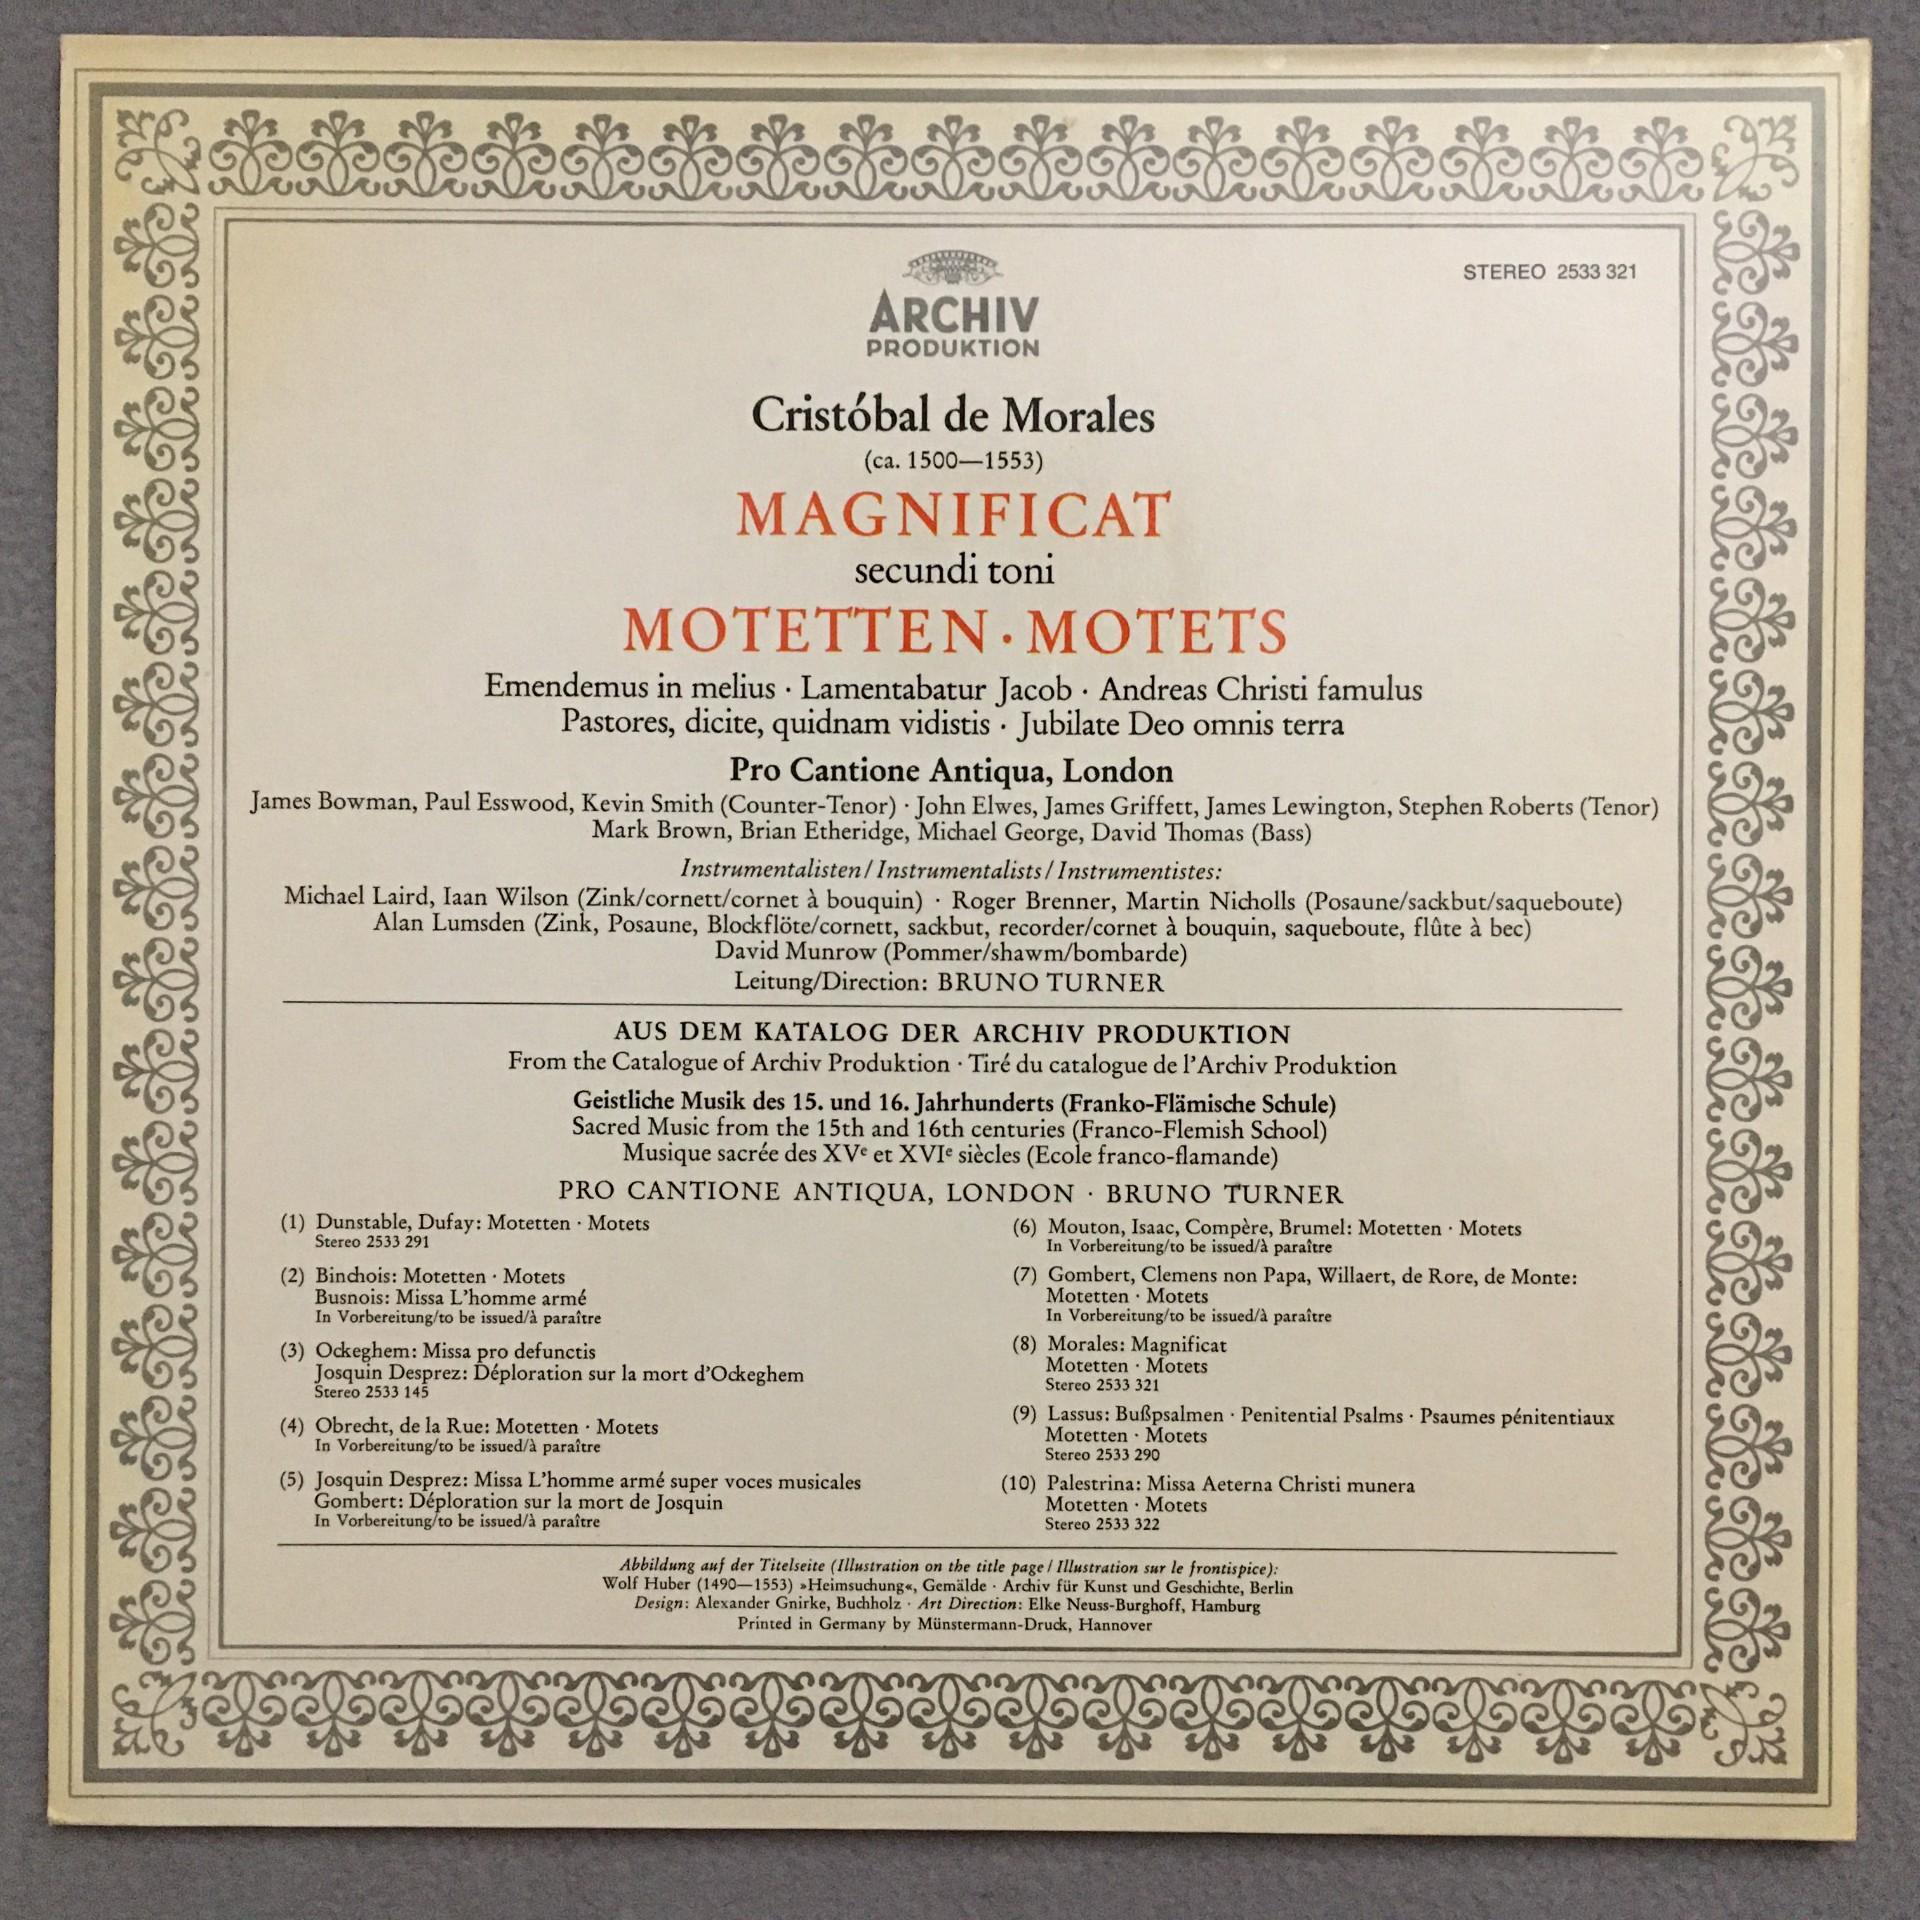 STEREO 2533 321
ARCHIV
PRODUKTION
Cristóbal de Morales
(ca. 1500—1553)
MAGNIFICAT
secundi toni
MOTETTEN · MOTETS
Emendemus in melius · Lamentabatur Jacob · Andreas Christi famulus
Pastores, dicite, quidnam vidistis · Jubilate Deo omnis terra
Pro Cantione Antiqua, London
James Bowman, Paul Esswood, Kevin Smith (Counter-Tenor) · John Elwes, James Griffett, James Lewington, Stephen Roberts (Tenor)
Mark Brown, Brian Etheridge, Michael George, David Thomas (Bass)
Instrumentalisten / Instrumentalists / Instrumentistes:
Michael Laird, Iaan Wilson (Zink/cornett/cornet à bouquin) · Roger Brenner, Martin Nicholls (Posaune/sackbut/saqueboute)
Alan Lumsden (Zink, Posaune, Blockflöte/cornett, sackbut, recorder/cornet à bouquin, saqueboute, flûte à bec)
David Munrow (Pommer/shawm/bombarde)
Leitung/Direction: BRUNO TURNER
AUS DEM KATALOG DER ARCHIV PRODUKTION
From the Catalogue of Archiv Produktion · Tiré du catalogue de l'Archiv Produktion
Geistliche Musik des 15. und 16. Jahrhunderts (Franko-Flämische Schule)
Sacred Music from the 15th and 16th centuries (Franco-Flemish School)
Musique sacrée des XVe et XVIe siècles (Ecole franco-flamande)
PRO CANTIONE ANTIQUA, LONDON · BRUNO TURNER
(1) Dunstable, Dufay: Motetten · Motets
Stereo 2533 291
(2) Binchois: Motetten · Motets
Busnois: Missa L'homme armé
In Vorbereitung/to be issued/à paraître
(3) Ockeghem: Missa pro defunctis
Josquin Desprez: Déploration sur la mort d'Ockeghem
Stereo 2533 145
(4) Obrecht, de la Rue: Motetten · Motets
In Vorbereitung/to be issued/à paraître
(5) Josquin Desprez: Missa L'homme armé super voces musicales
Gombert: Déploration sur la mort de Josquin
In Vorbereitung/to be issued/à paraître
(6) Mouton, Isaac, Compère, Brumel: Motetten · Motets
In Vorbereitung/to be issued/à paraître
(7) Gombert, Clemens non Papa, Willaert, de Rore, de Monte:
Motetten · Motets
In Vorbereitung/to be issued/à paraître
(8) Morales: Magnificat
Motetten · Motets
Stereo 2533 321
(9) Lassus: Bußpsalmen · Penitential Psalms · Psaumes pénitentiaux
Motetten · Motets
Stereo 2533 290
(10) Palestrina: Missa Aeterna Christi munera
Motetten · Motets
Stereo 2533 322
Abbildung auf der Titelseite (Illustration on the title page / Illustration sur le frontispice):
Wolf Huber (1490—1553) »Heimsuchung«, Gemälde · Archiv für Kunst und Geschichte, Berlin
Design: Alexander Gnirke, Buchholz · Art Direction: Elke Neuss-Burghoff, Hamburg
Printed in Germany by Münstermann-Druck, Hannover